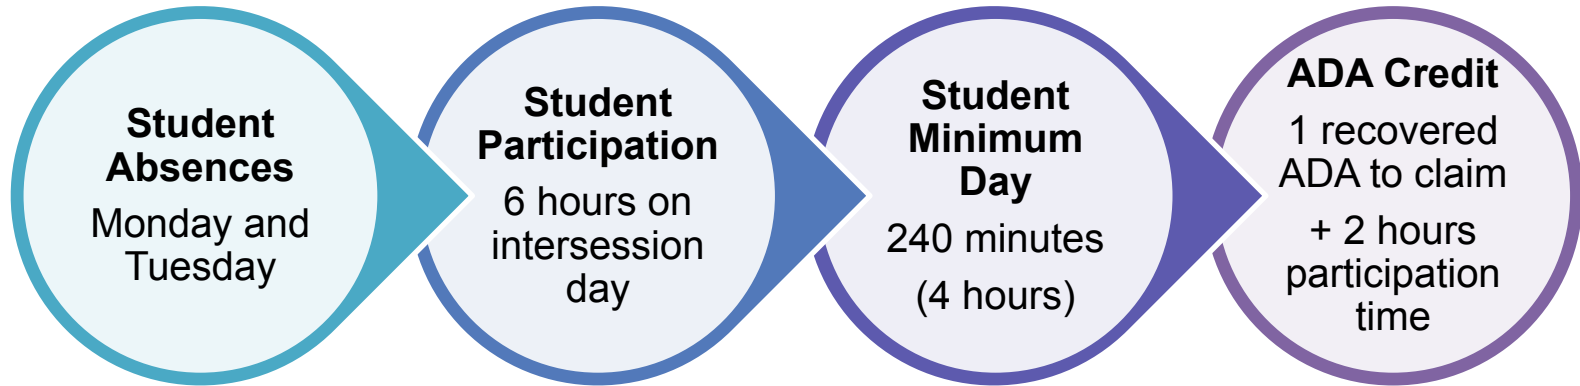 Student
Absences
Monday and
Tuesday
Student
Participation
6 hours on
intersession
day
Student
Minimum
Day
240 minutes
(4 hours)
ADA Credit
1 recovered
ADA to claim
+ 2 hours
participation
time